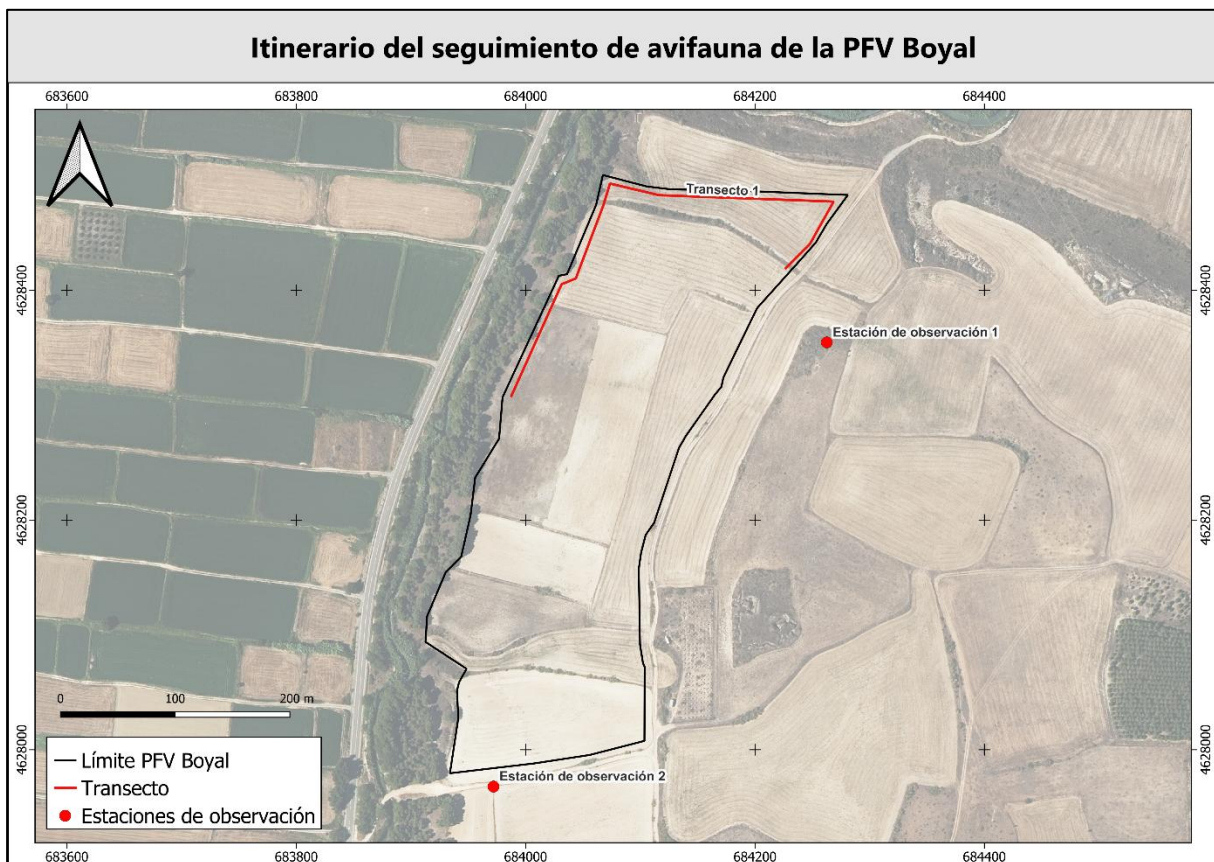 Itinerario del seguimiento de avifauna de la PFV Boyal
683600 683800 684000 684200 684400
Transecto 1
4628400 4628400
Estación de observación 1
4628200 4628200
0 100 200 m
4628000 4628000
Límite PFV Boyal
Transecto
Estaciones de observación
Estación de observación 2
683600 683800 684000 684200 684400